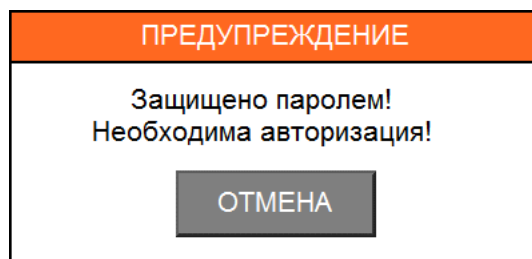 ПРЕДУПРЕЖДЕНИЕ
Защищено паролем!
Необходима авторизация!
ОТМЕНА